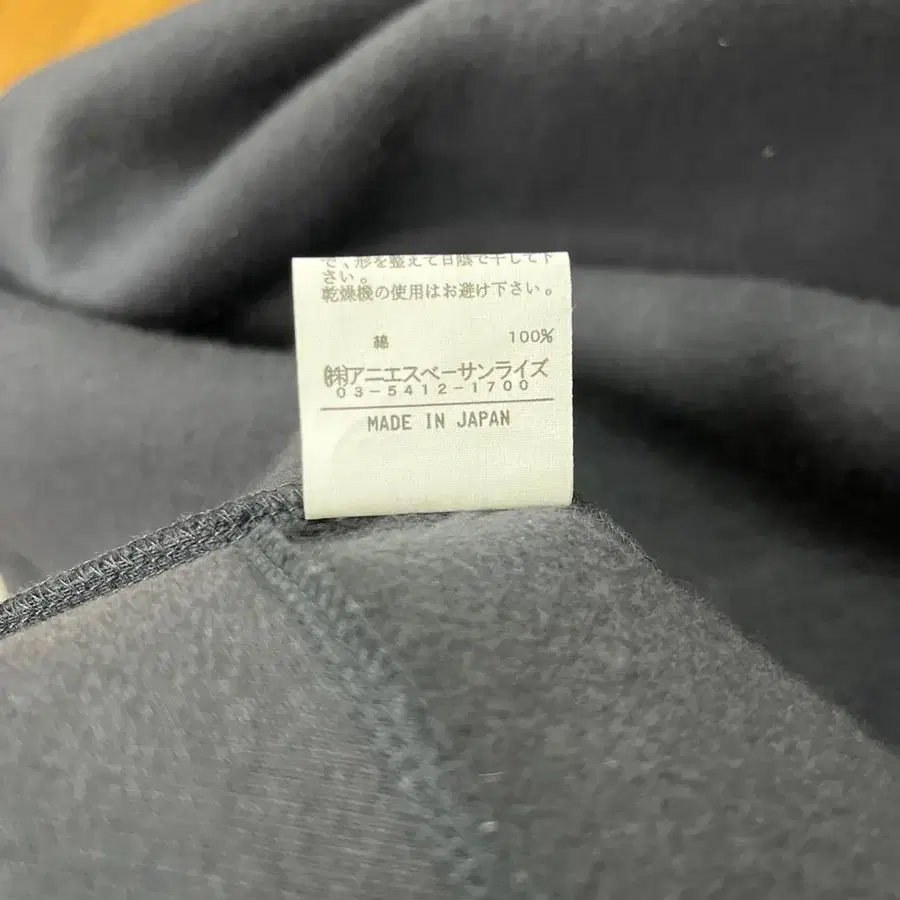 で、形を整えて日陰で干して下
さい。
乾燥機の使用はお避け下さい。
綿 100%
(株)アニエスベーサンライズ
03-5412-1700
MADE IN JAPAN